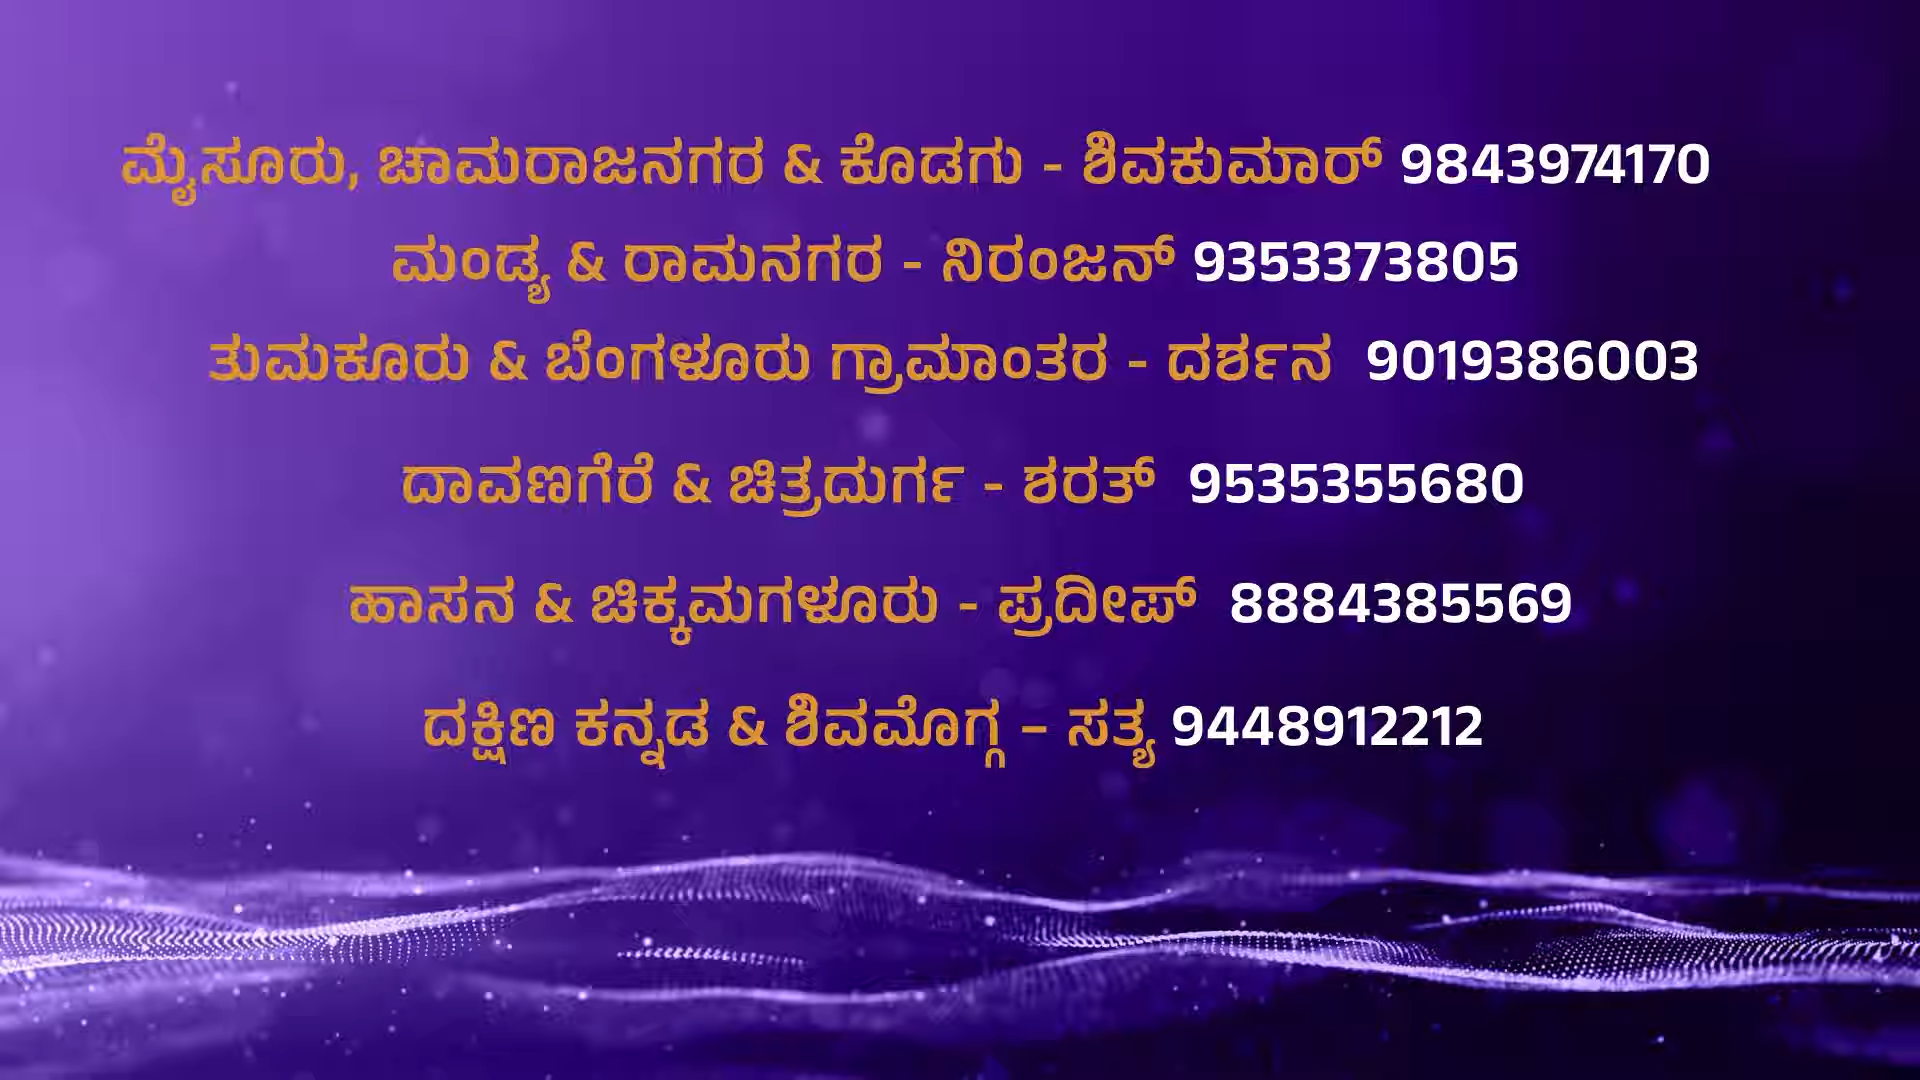 ಮೈಸೂರು, ಚಾಮರಾಜನಗರ & ಕೊಡಗು - ಶಿವಕುಮಾರ್ 9843974170
ಮಂಡ್ಯ & ರಾಮನಗರ - ನಿರಂಜನ್ 9353373805
ತುಮಕೂರು & ಬೆಂಗಳೂರು ಗ್ರಾಮಾಂತರ - ದರ್ಶನ 9019386003
ದಾವಣಗೆರೆ & ಚಿತ್ರದುರ್ಗ - ಶರತ್ 9535355680
ಹಾಸನ & ಚಿಕ್ಕಮಗಳೂರು - ಪ್ರದೀಪ್ 8884385569
ದಕ್ಷಿಣ ಕನ್ನಡ & ಶಿವಮೊಗ್ಗ – ಸತ್ಯ 9448912212